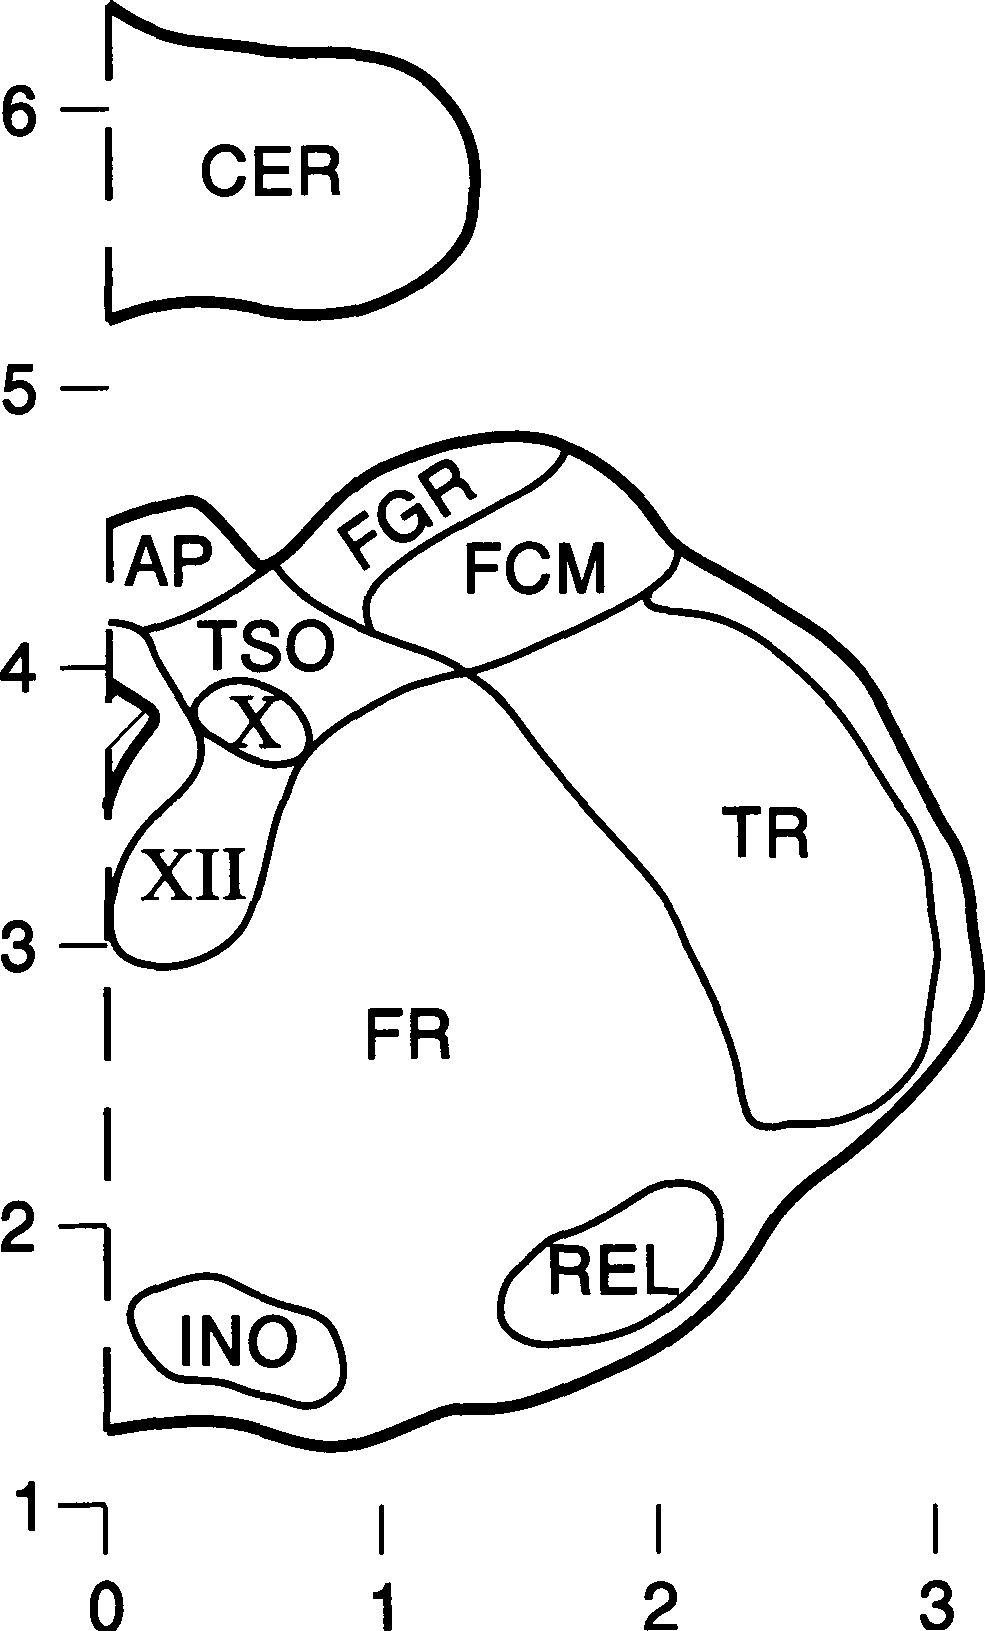 6
CER
5
FGR
AP
FCM
TSO
4
X
TR
XII
3
FR
2
REL
INO
1
0 1 2 3